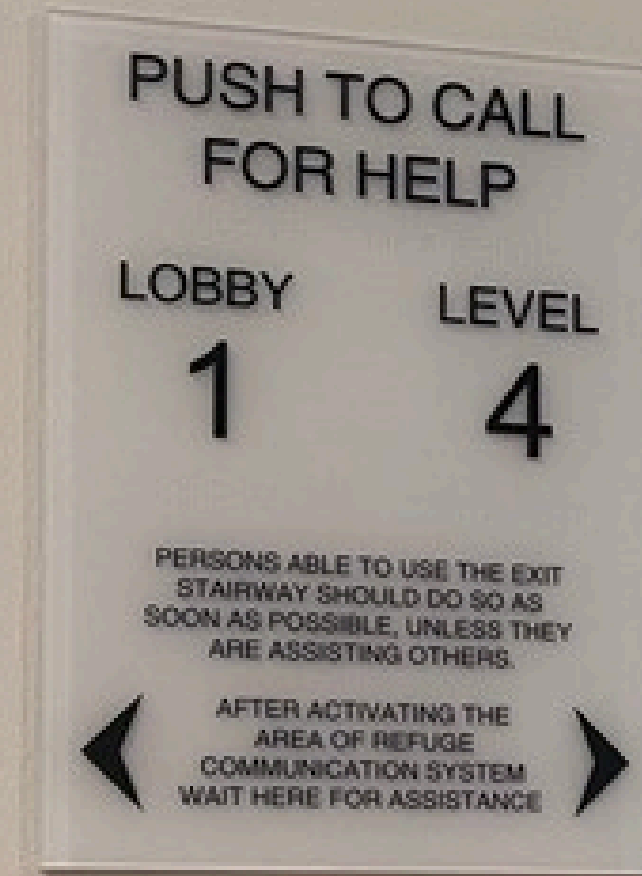 PUSH TO CALL
FOR HELP
LOBBY LEVEL
1 4
PERSONS ABLE TO USE THE EXIT
STAIRWAY SHOULD DO SO AS
SOON AS POSSIBLE, UNLESS THEY
ARE ASSISTING OTHERS.
AFTER ACTIVATING THE
AREA OF REFUGE
COMMUNICATION SYSTEM
WAIT HERE FOR ASSISTANCE